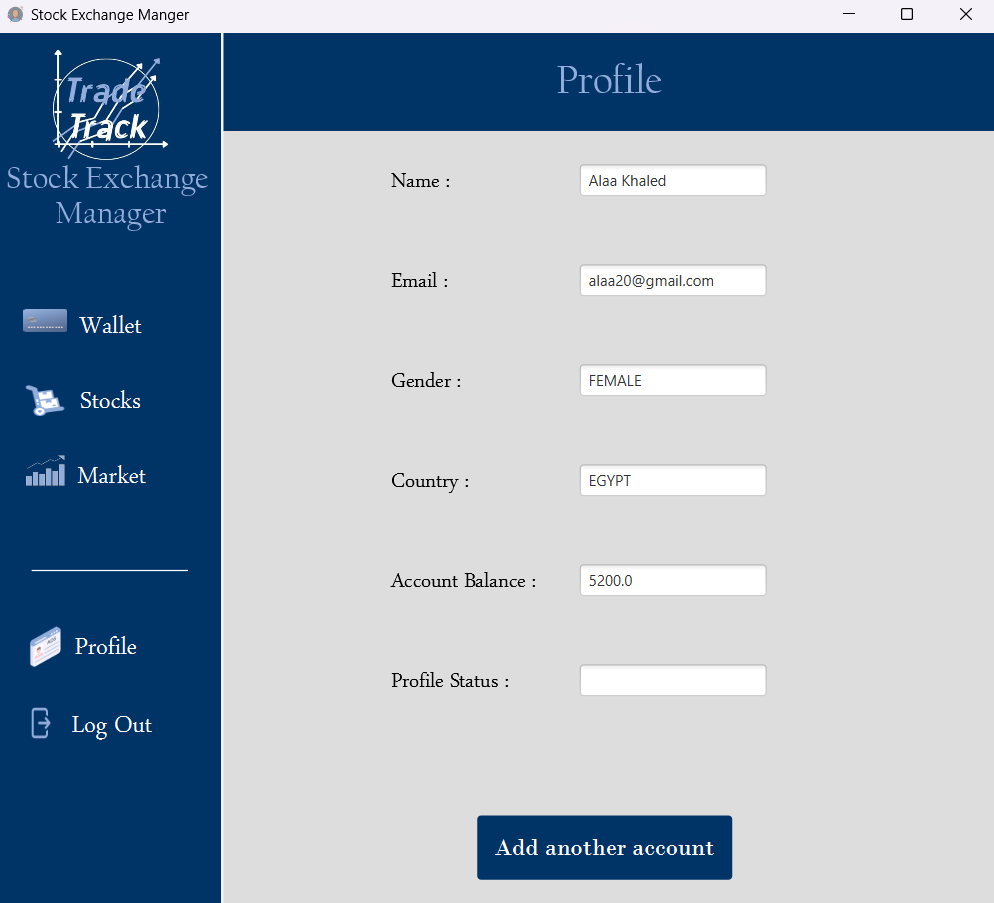 Stock Exchange Manger
Trade
Track
Stock Exchange
Manager
Wallet
Stocks
Market
Profile
Log Out
Profile
Name :
Alaa Khaled
Email :
alaa20@gmail.com
Gender :
FEMALE
Country :
EGYPT
Account Balance :
5200.0
Profile Status :
Add another account